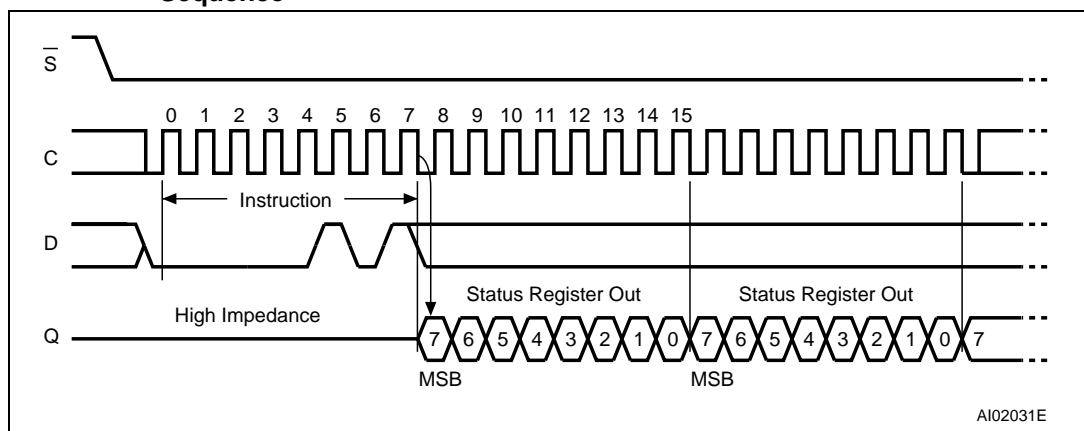 Sequence
S
0 1 2 3 4 5 6 7 8 9 10 11 12 13 14 15
C
Instruction
D
Status Register Out Status Register Out
High Impedance
Q 7 6 5 4 3 2 1 0 7 6 5 4 3 2 1 0 7
MSB MSB
AI02031E